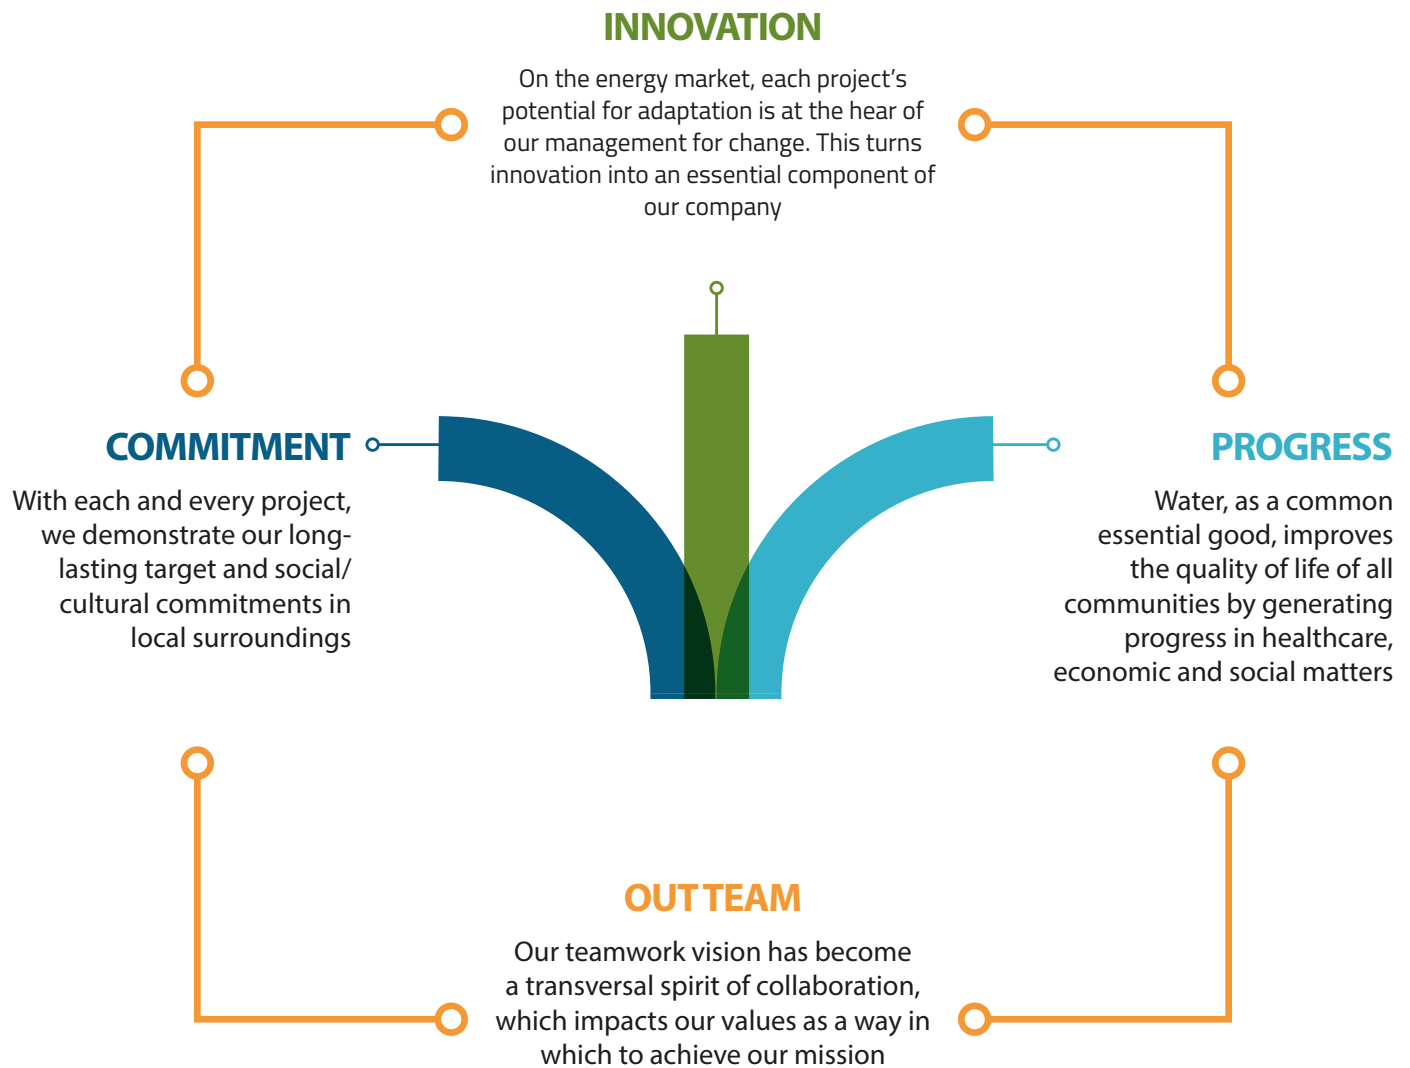 INNOVATION
On the energy market, each project's
potential for adaptation is at the hear of
our management for change. This turns
innovation into an essential component of
our company
COMMITMENT
With each and every project,
we demonstrate our long-
lasting target and social/
cultural commitments in
local surroundings
PROGRESS
Water, as a common
essential good, improves
the quality of life of all
communities by generating
progress in healthcare,
economic and social matters
OUT TEAM
Our teamwork vision has become
a transversal spirit of collaboration,
which impacts our values as a way in
which to achieve our mission